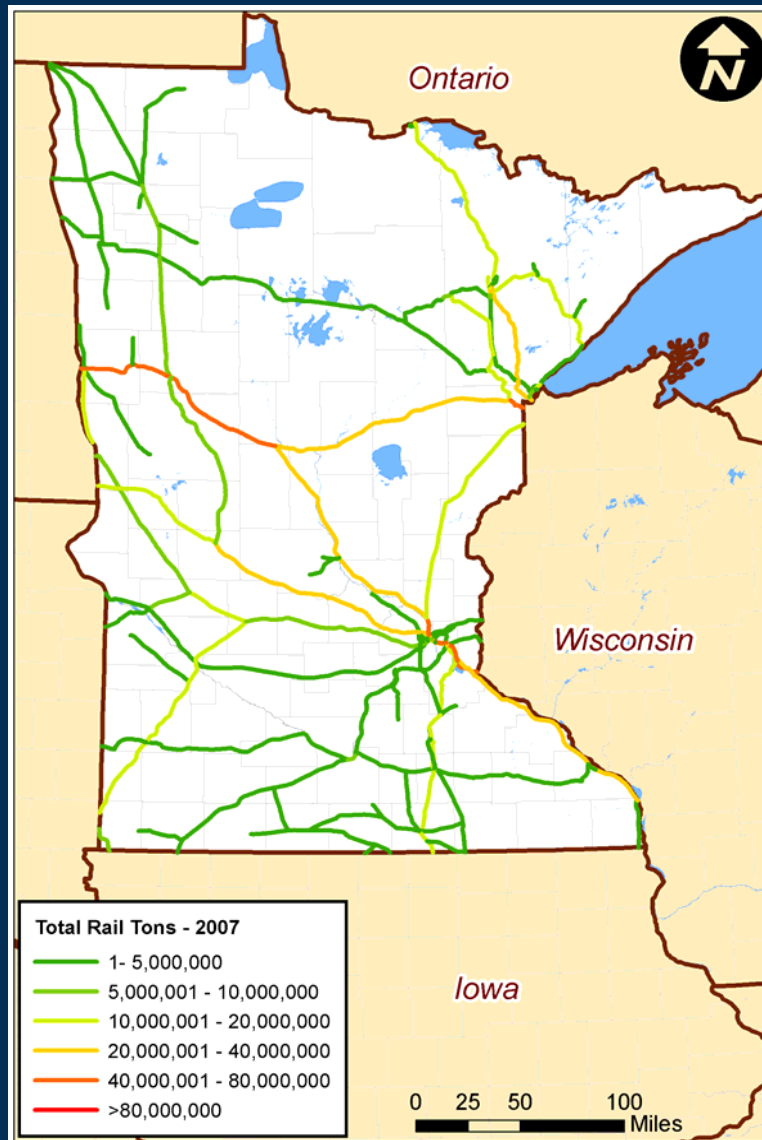 N
Ontario
Wisconsin
Iowa
Total Rail Tons - 2007
1- 5,000,000
5,000,001 - 10,000,000
10,000,001 - 20,000,000
20,000,001 - 40,000,000
40,000,001 - 80,000,000
>80,000,000
0 25 50 100
Miles